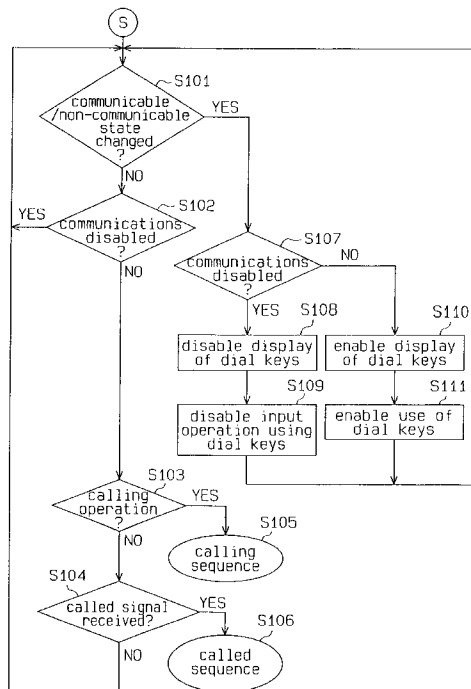 S
S101
communicable
/non-communicable
state
changed
?
YES
NO
S102
YES
communications
disabled
?
NO
S107
communications
disabled
?
NO
YES
S108
disable display
of dial keys
S110
enable display
of dial keys
S109
disable input
operation using
dial keys
S111
enable use of
dial keys
S103
calling
operation
?
YES
NO
S105
calling
sequence
S104
called signal
received?
YES
NO
S106
called
sequence